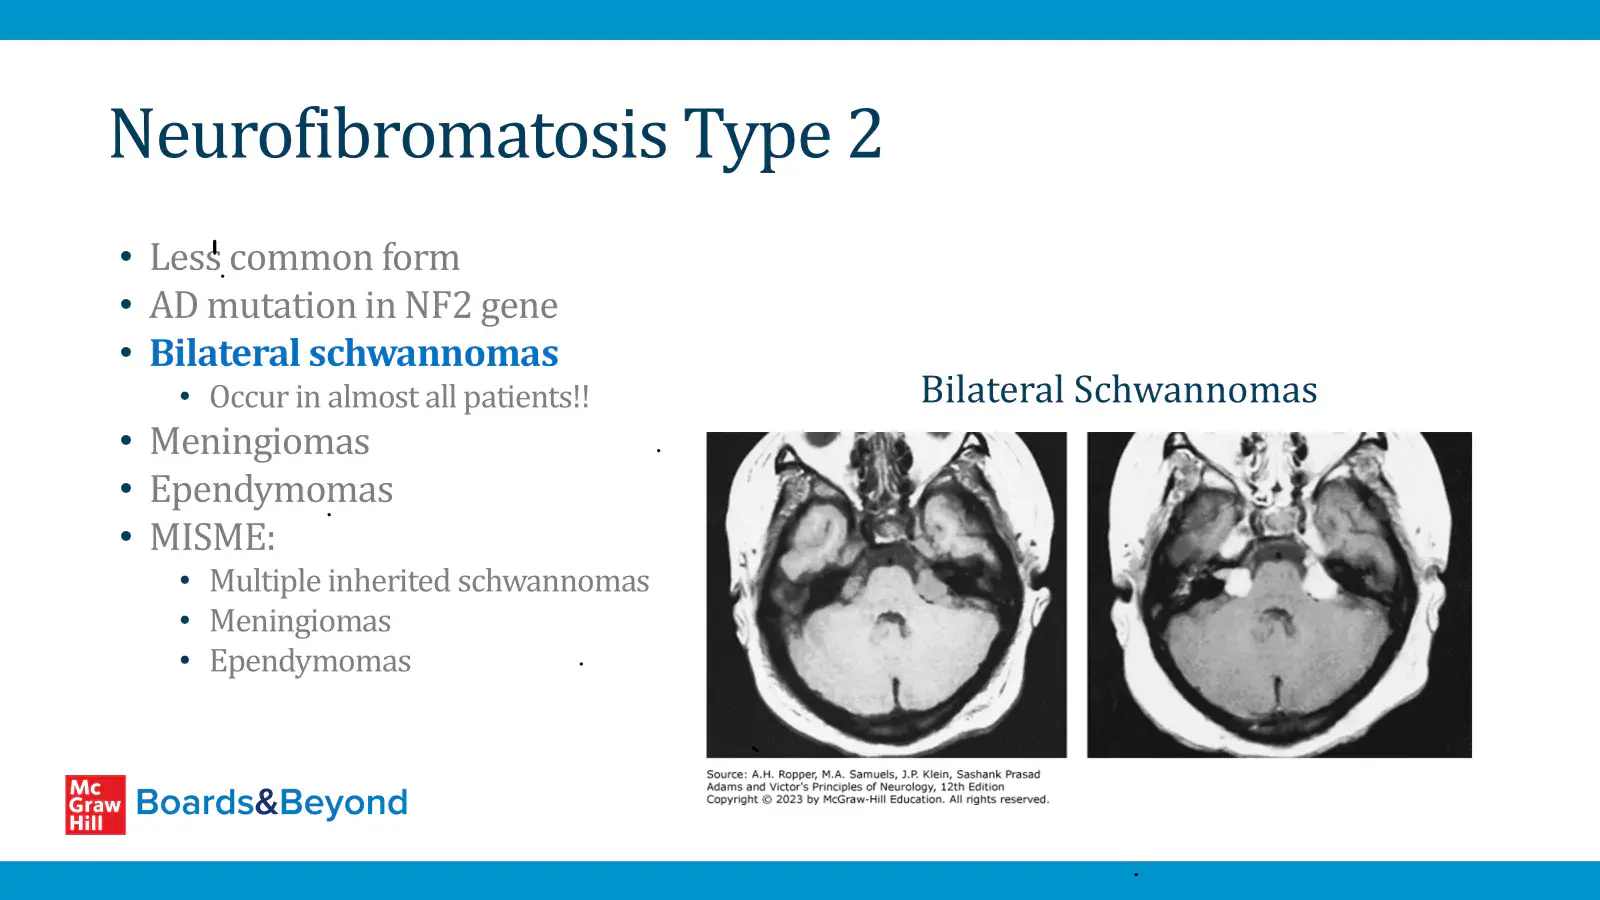 Neurofibromatosis Type 2
• Less common form
• AD mutation in NF2 gene
• Bilateral schwannomas
• Occur in almost all patients!!
• Meningiomas
• Ependymomas
• MISME:
• Multiple inherited schwannomas
• Meningiomas
• Ependymomas
Bilateral Schwannomas
Source: A.H. Ropper, M.A. Samuels, J.P. Klein, Sashank Prasad
Adams and Victor's Principles of Neurology, 12th Edition
Copyright © 2023 by McGraw-Hill Education. All rights reserved.
Mc
Graw
Hill
Boards&Beyond